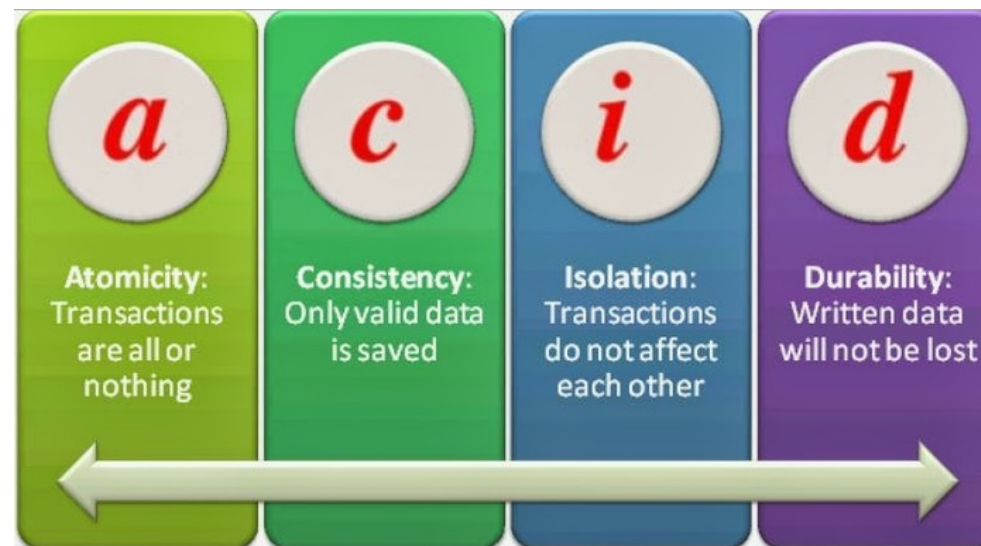 a
c
i
d
Atomicity:
Transactions
are all or
nothing
Consistency:
Only valid data
is saved
Isolation:
Transactions
do not affect
each other
Durability:
Written data
will not be lost